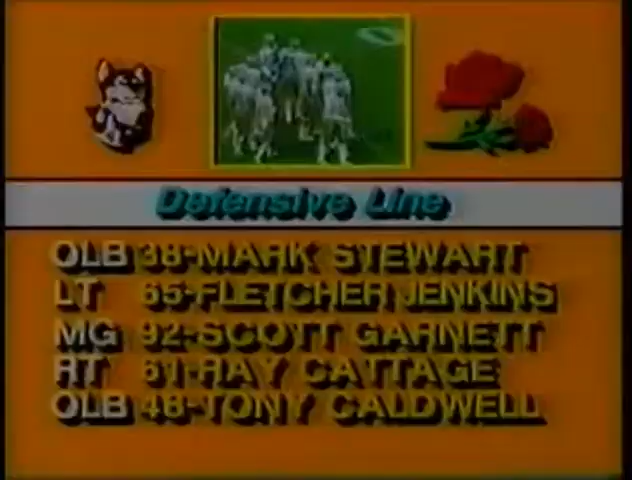 Defensive Line
OLB 38-MARK STEWART
LT 65-FLETCHER JENKINS
MG 92-SCOTT GARNETT
RT 61-RAY CATTAGE
OLB 48-TONY CALDWELL